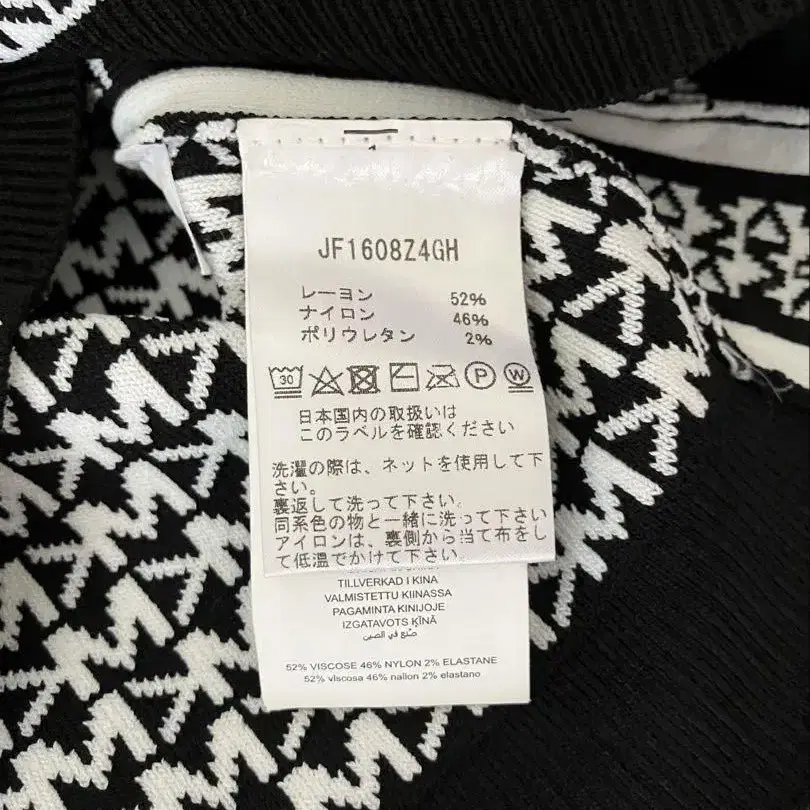 JF1608Z4GH
レーヨン 52%
ナイロン 46%
ポリウレタン 2%
30 P W
日本国内の取扱いは
このラベルを確認ください
洗濯の際は、ネットを使用して下
さい。
裏返して洗って下さい。
同系色の物と一緒に洗って下さい
アイロンは、裏側から当て布をし
て低温でかけて下さい。
TILLVERKAD I KINA
VALMISTETTU KIINASSA
PAGAMINTA KINIJOJE
IZGATAVOTS ĶĪNĀ
صنع في الصين
52% VISCOSE 46% NYLON 2% ELASTANE
52% viscosa 46% nailon 2% elastano